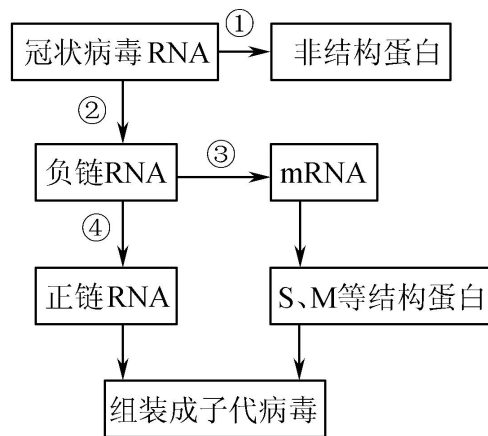 ①
冠状病毒RNA
非结构蛋白
②
负链RNA
③
mRNA
④
正链RNA
S、M等结构蛋白
组装成子代病毒